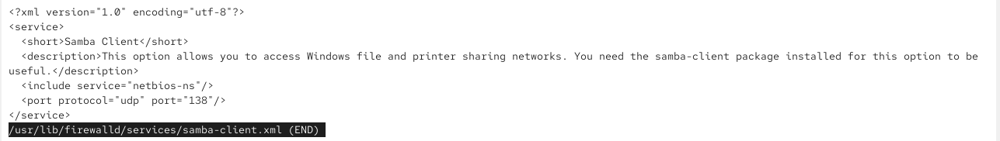 <?xml version="1.0" encoding="utf-8"?>
<service>
  <short>Samba Client</short>
  <description>This option allows you to access Windows file and printer sharing networks. You need the samba-client package installed for this option to be
useful.</description>
  <include service="netbios-ns"/>
  <port protocol="udp" port="138"/>
</service>
/usr/lib/firewalld/services/samba-client.xml (END)